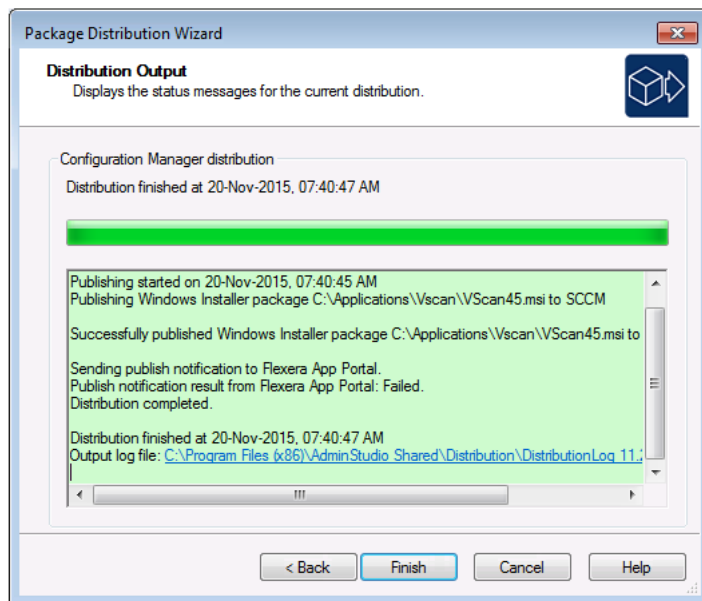 Package Distribution Wizard
Distribution Output
Displays the status messages for the current distribution.
Configuration Manager distribution
Distribution finished at 20-Nov-2015, 07:40:47 AM
Publishing started on 20-Nov-2015, 07:40:45 AM
Publishing Windows Installer package C:\Applications\Vscan\VScan45.msi to SCCM
Successfully published Windows Installer package C:\Applications\Vscan\VScan45.msi to
Sending publish notification to Flexera App Portal.
Publish notification result from Flexera App Portal: Failed.
Distribution completed.
Distribution finished at 20-Nov-2015, 07:40:47 AM
Output log file: C:\Program Files (x86)\AdminStudio Shared\Distribution\DistributionLog_11.2
< Back Finish Cancel Help